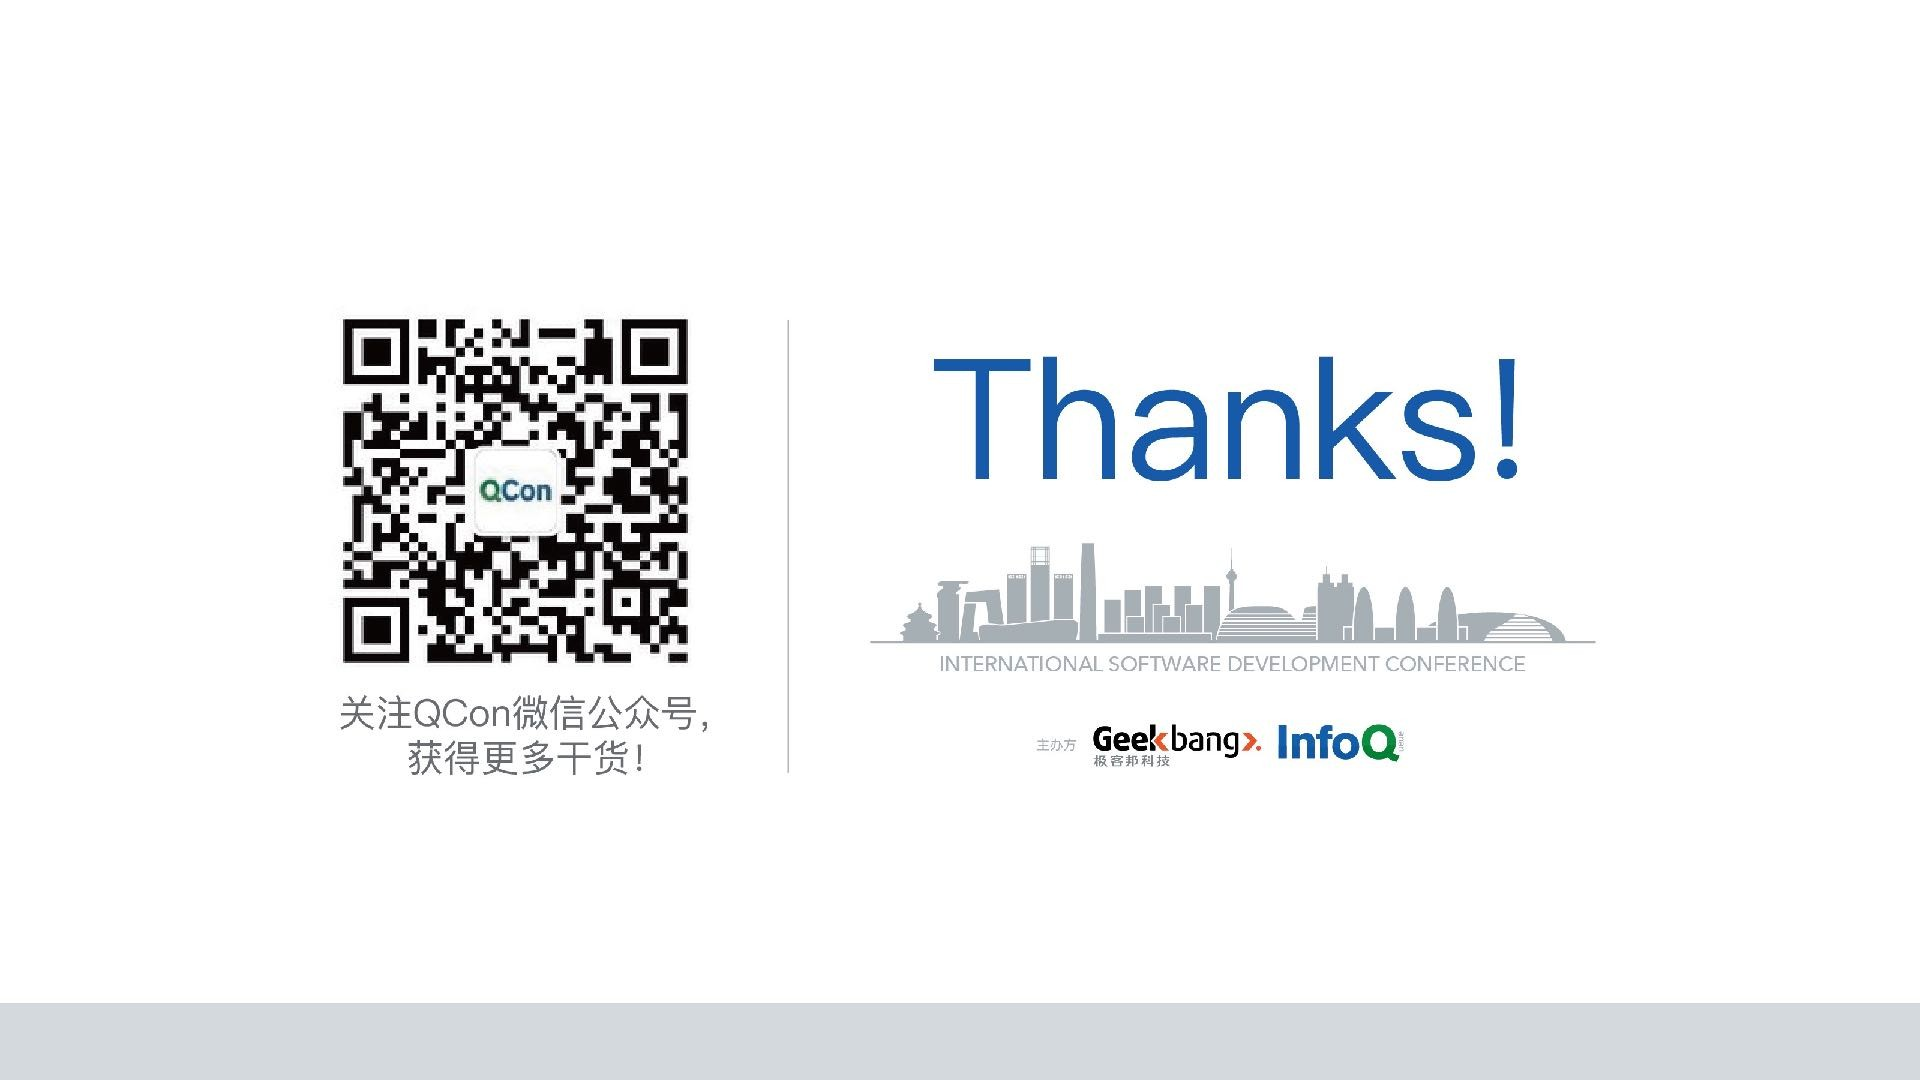 QCon
关注QCon微信公众号,
获得更多干货!
Thanks!
INTERNATIONAL SOFTWARE DEVELOPMENT CONFERENCE
主办方 Geekbang>. InfoQ
极客邦科技